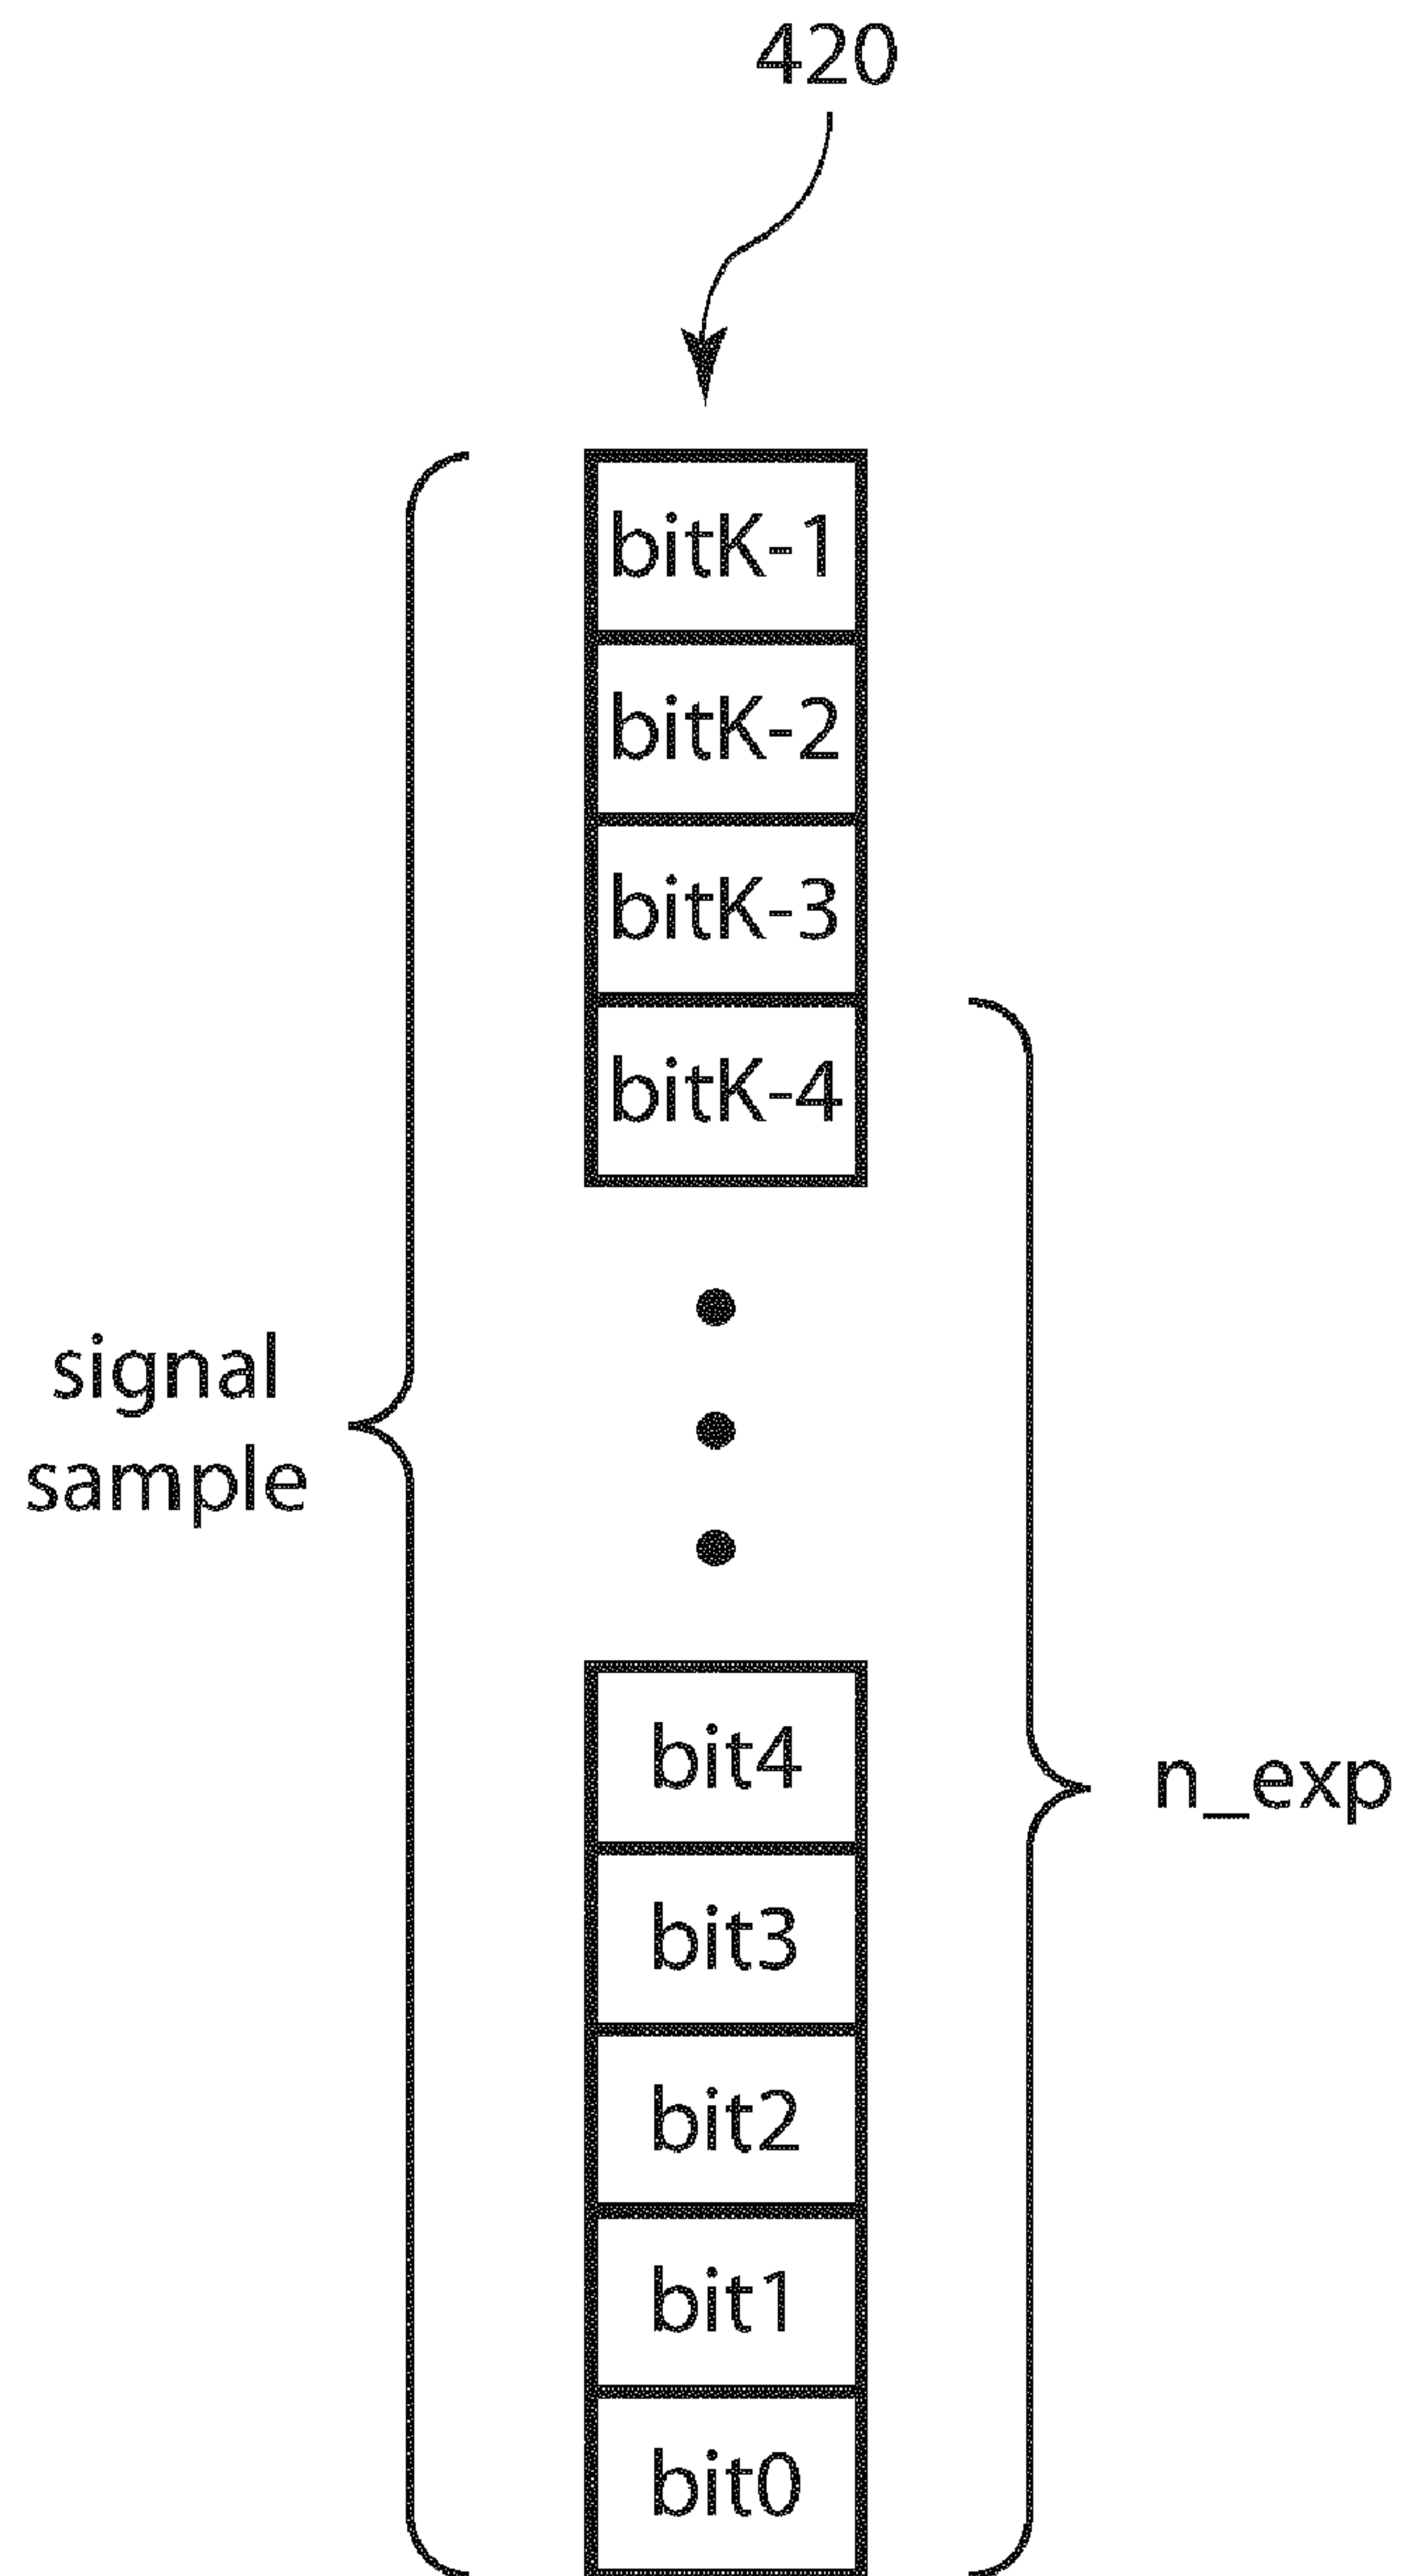 420
bitK-1
bitK-2
bitK-3
bitK-4
signal
sample
bit4
n_exp
bit3
bit2
bit1
bit0